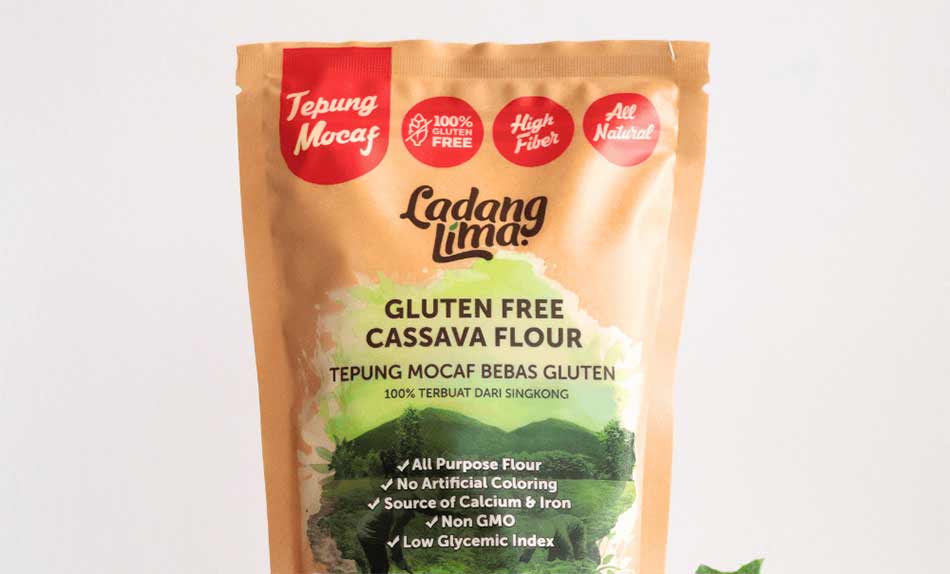 Tepung
Mocaf
100%
GLUTEN
FREE
High
Fiber
All
Natural
Ladang
Lima.
GLUTEN FREE
CASSAVA FLOUR
TEPUNG MOCAF BEBAS GLUTEN
100% TERBUAT DARI SINGKONG
All Purpose Flour
No Artificial Coloring
Source of Calcium & Iron
Non GMO
Low Glycemic Index